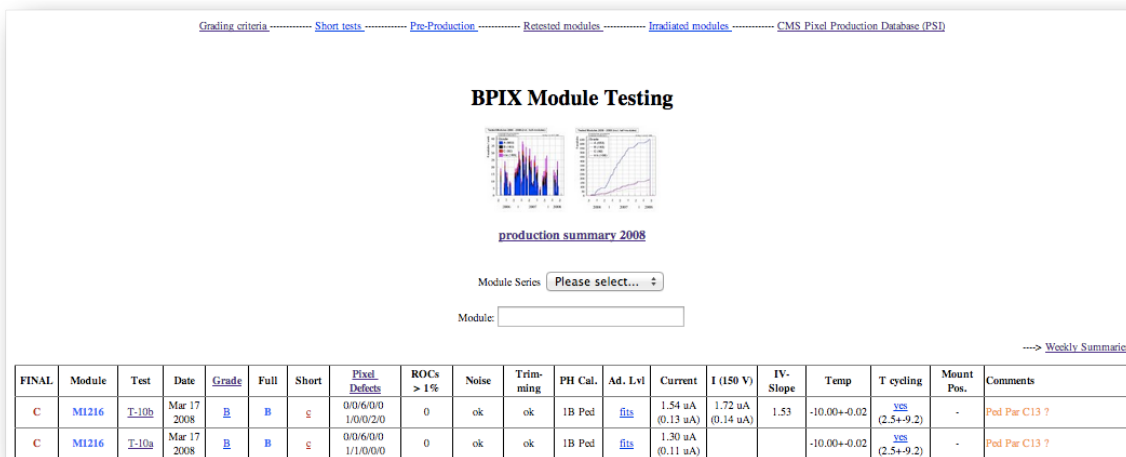 Grading criteria ------------ Short tests ------------ Pre-Production ------------ Retested modules ------------ Irradiated modules ------------ CMS Pixel Production Database (PSI)
BPIX Module Testing
production summary 2008
Module Series Please select...
Module:
----> Weekly Summaries
FINAL Module Test Date Grade Full Short Pixel Defects ROCs > 1% Noise Trim-ming PH Cal. Ad. Lvl Current I (150 V) IV-Slope Temp T cycling Mount Pos. Comments
C M1216 T-10b Mar 17 2008 B B c 0/0/6/0/0 1/0/0/2/0 0 ok ok 1B Ped fits 1.54 uA (0.13 uA) 1.72 uA (0.14 uA) 1.53 -10.00+-0.02 yes (2.5+-9.2) - Ped Par C13 ?
C M1216 T-10a Mar 17 2008 B B c 0/0/6/0/0 1/1/0/0/0 0 ok ok 1B Ped fits 1.30 uA (0.11 uA) -10.00+-0.02 yes (2.5+-9.2) - Ped Par C13 ?